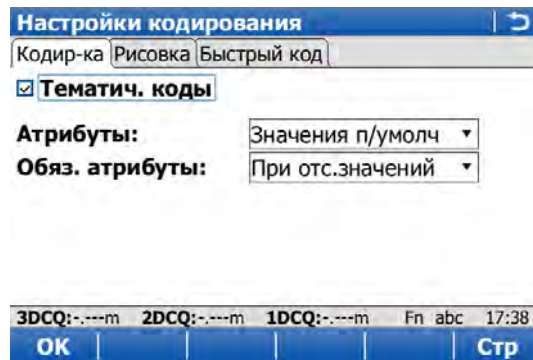 Настройки кодирования
Кодир-ка Рисовка Быстрый код
Тематич. коды
Атрибуты: Значения п/умолч
Обяз. атрибуты: При отс.значений
3DCQ:-.---m 2DCQ:-.---m 1DCQ:-.---m Fn abc 17:38
OK Стр